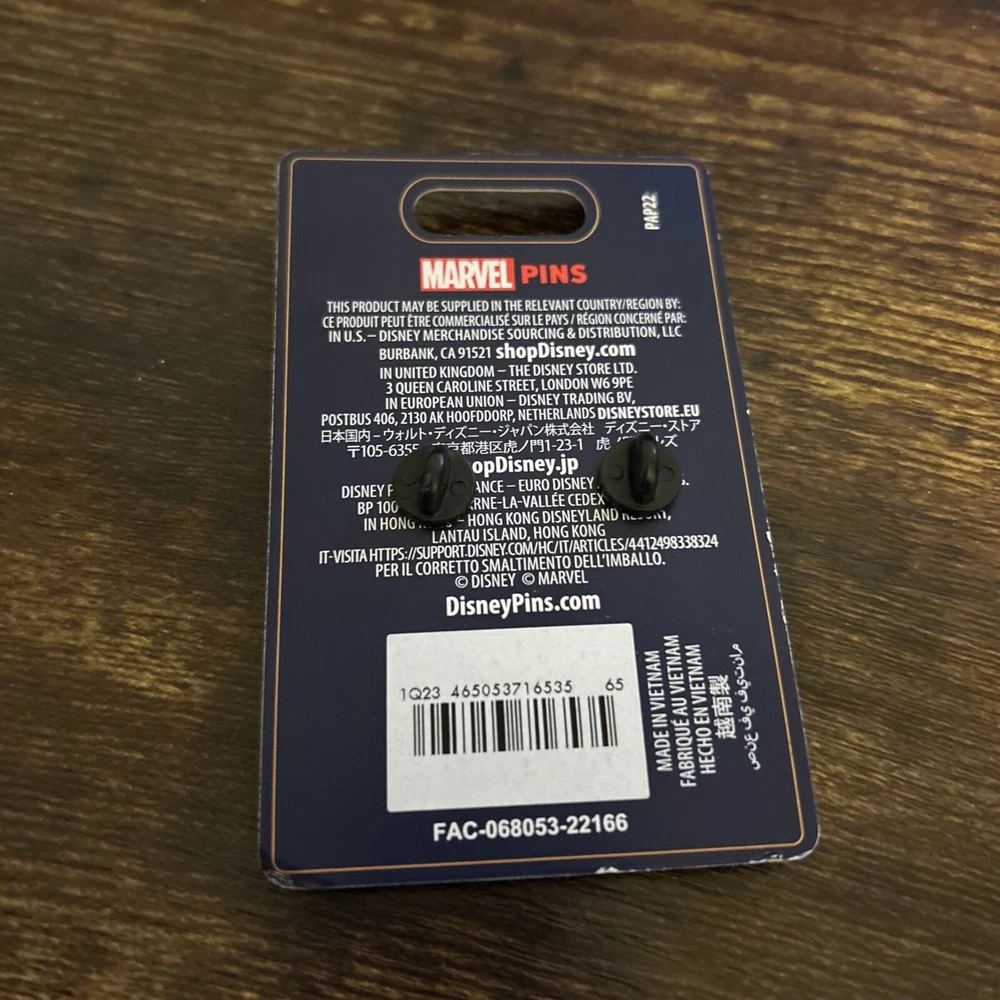 PAP22
MARVEL PINS
THIS PRODUCT MAY BE SUPPLIED IN THE RELEVANT COUNTRY/REGION BY:
CE PRODUIT PEUT ÊTRE COMMERCIALISÉ SUR LE PAYS / RÉGION CONCERNÉ PAR:
IN U.S. – DISNEY MERCHANDISE SOURCING & DISTRIBUTION, LLC
BURBANK, CA 91521 shopDisney.com
IN UNITED KINGDOM – THE DISNEY STORE LTD.
3 QUEEN CAROLINE STREET, LONDON W6 9PE
IN EUROPEAN UNION – DISNEY TRADING BV,
POSTBUS 406, 2130 AK HOOFDDORP, NETHERLANDS DISNEYSTORE.EU
日本国内 – ウォルト・ディズニー・ジャパン株式会社 ディズニー・ストア
〒105-6355 東京都港区虎ノ門1-23-1 虎
opDisney.jp
DISNEY – EURO DISNEY
BP 100 CEDEX
IN HONG – HONG KONG DISNEYLAND RESORT,
LANTAU ISLAND, HONG KONG
IT-VISITA HTTPS://SUPPORT.DISNEY.COM/HC/IT/ARTICLES/4412498338324
PER IL CORRETTO SMALTIMENTO DELL'IMBALLO.
© DISNEY © MARVEL
DisneyPins.com
1Q23 465053716535 65
MADE IN VIETNAM
FABRIQUÉ AU VIETNAM
HECHO EN VIETNAM
越南製
صنع في فيتنام
FAC-068053-22166